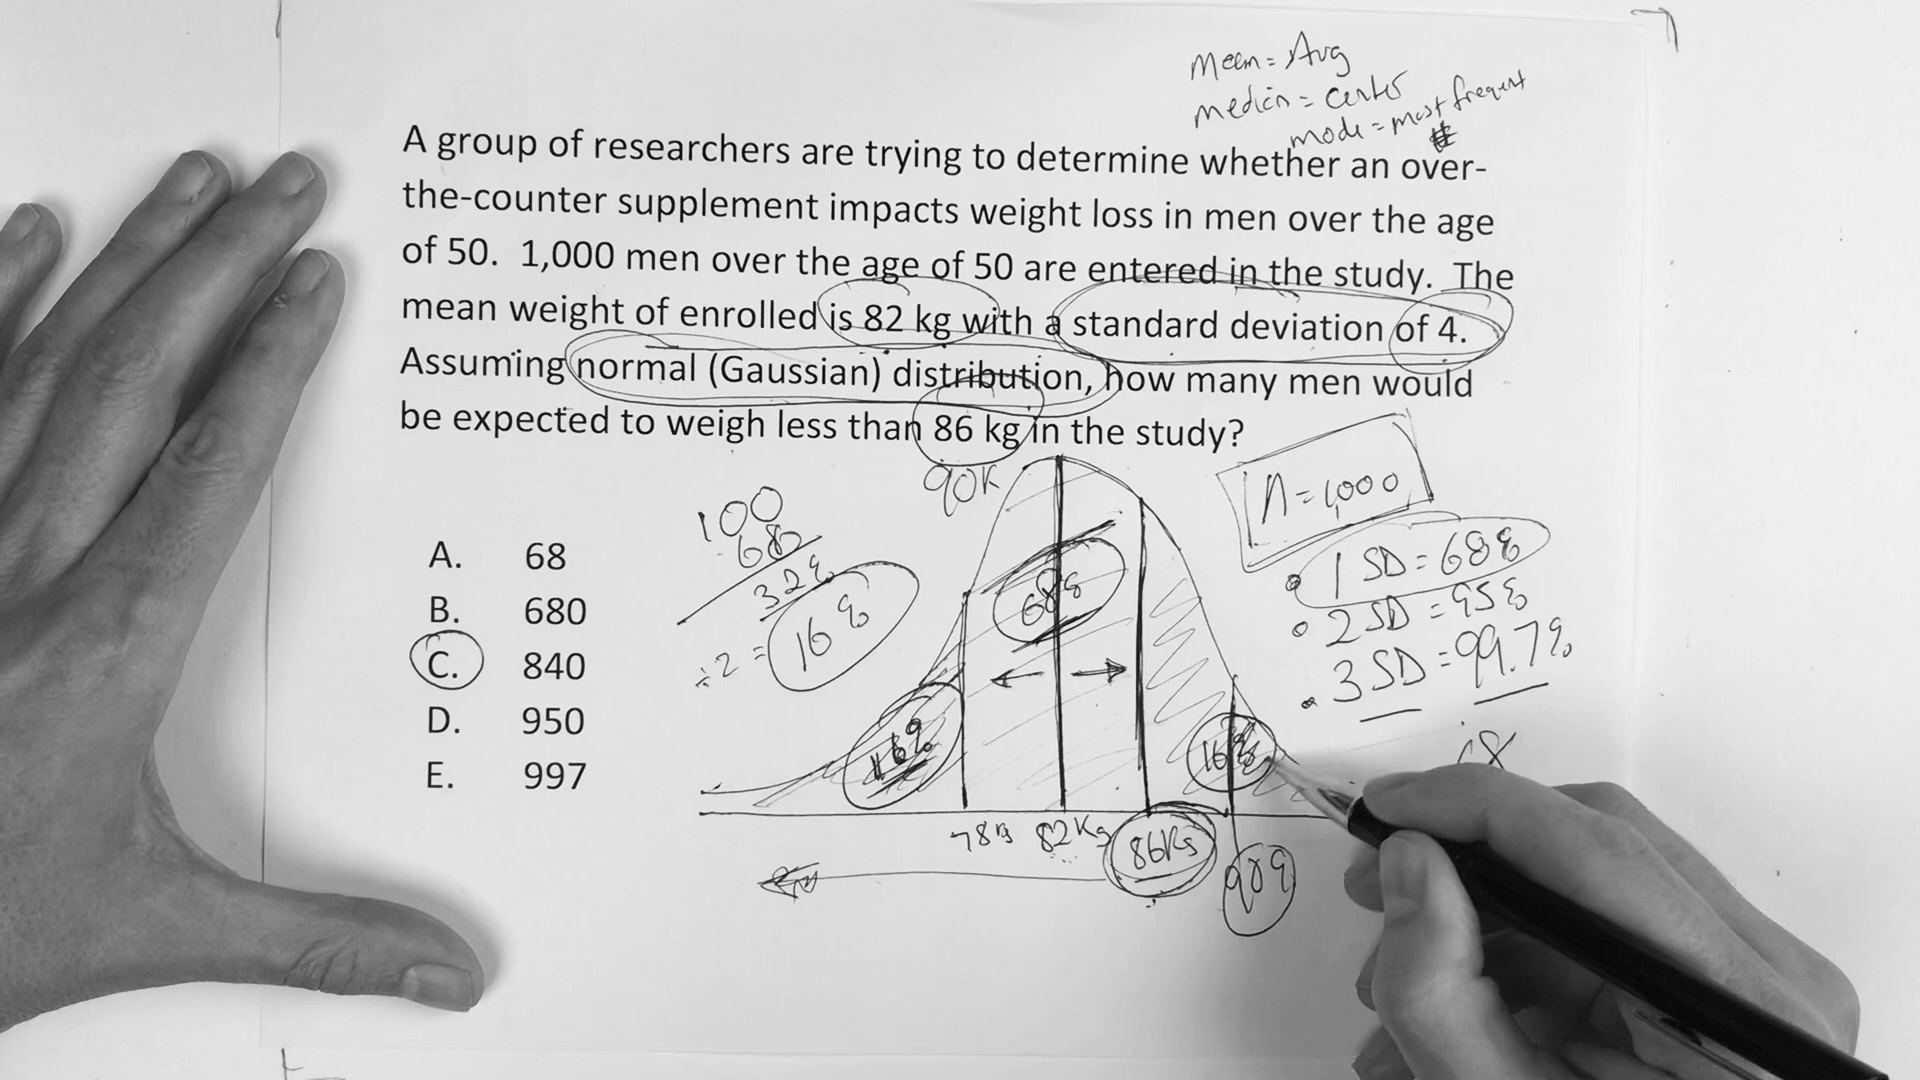 Mean = Avg
Median = center
mode = most frequent
A group of researchers are trying to determine whether an over-
the-counter supplement impacts weight loss in men over the age
of 50. 1,000 men over the age of 50 are entered in the study. The
mean weight of enrolled is 82 kg with a standard deviation of 4.
Assuming normal (Gaussian) distribution, how many men would
be expected to weigh less than 86 kg in the study?
90K
n=1,000
100
- 68
32%
÷2 = 16%
68%
1 SD = 68%
2 SD = 95%
3 SD = 99.7%
A. 68
B. 680
C. 840
D. 950
E. 997
16%
16%
78kg 82Kg 86Kg